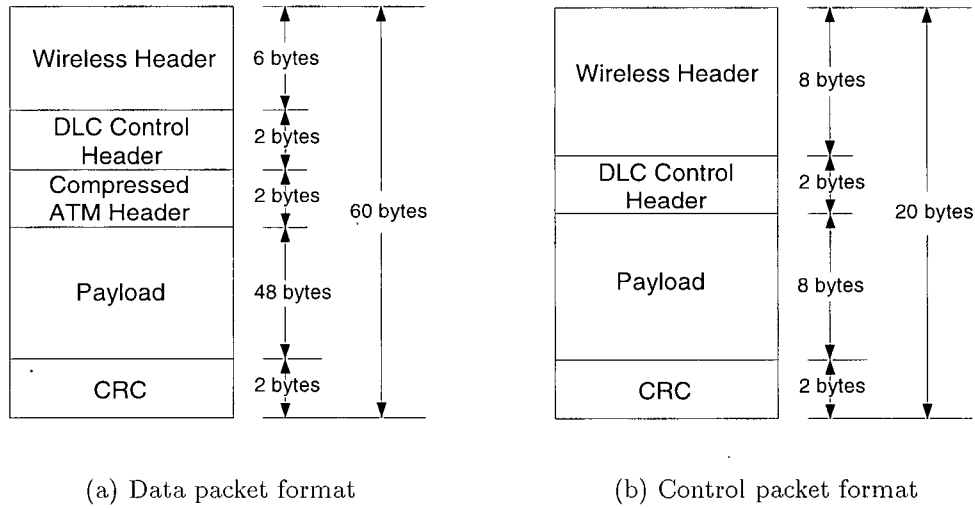 Wireless Header
6 bytes
DLC Control
Header
2 bytes
Compressed
ATM Header
2 bytes
60 bytes
Payload
48 bytes
CRC
2 bytes
(a) Data packet format
Wireless Header
8 bytes
DLC Control
Header
2 bytes
20 bytes
Payload
8 bytes
CRC
2 bytes
(b) Control packet format